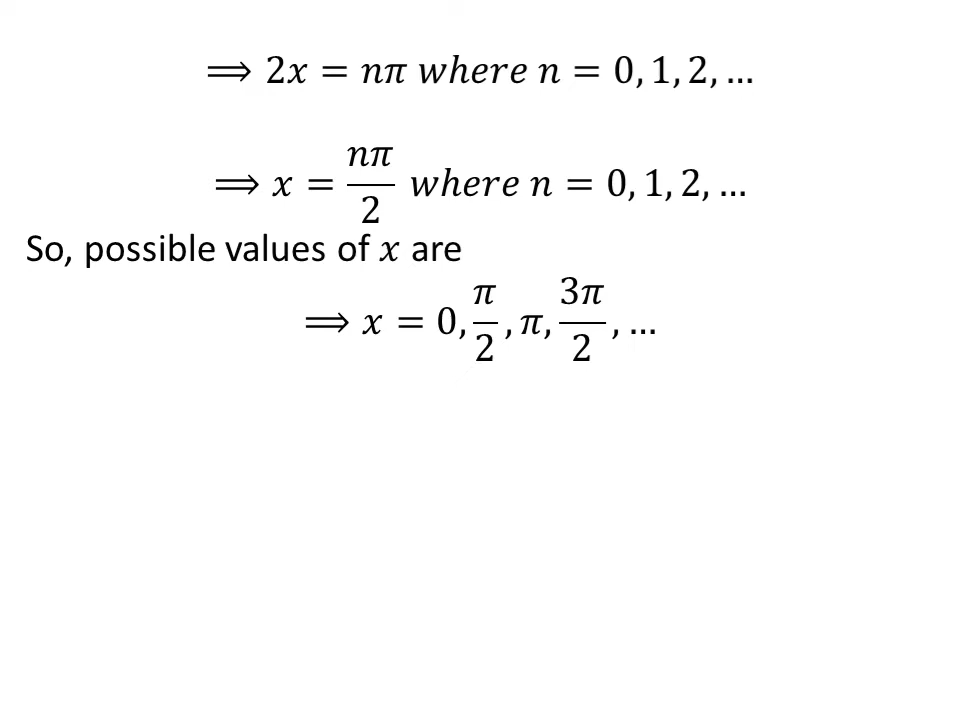 ⟹ 2𝑥 = 𝑛𝜋 𝑤ℎ𝑒𝑟𝑒 𝑛 = 0, 1, 2, …
⟹ 𝑥 = 𝑛𝜋/2 𝑤ℎ𝑒𝑟𝑒 𝑛 = 0, 1, 2, …
So, possible values of 𝑥 are
⟹ 𝑥 = 0, 𝜋/2, 𝜋, 3𝜋/2, …